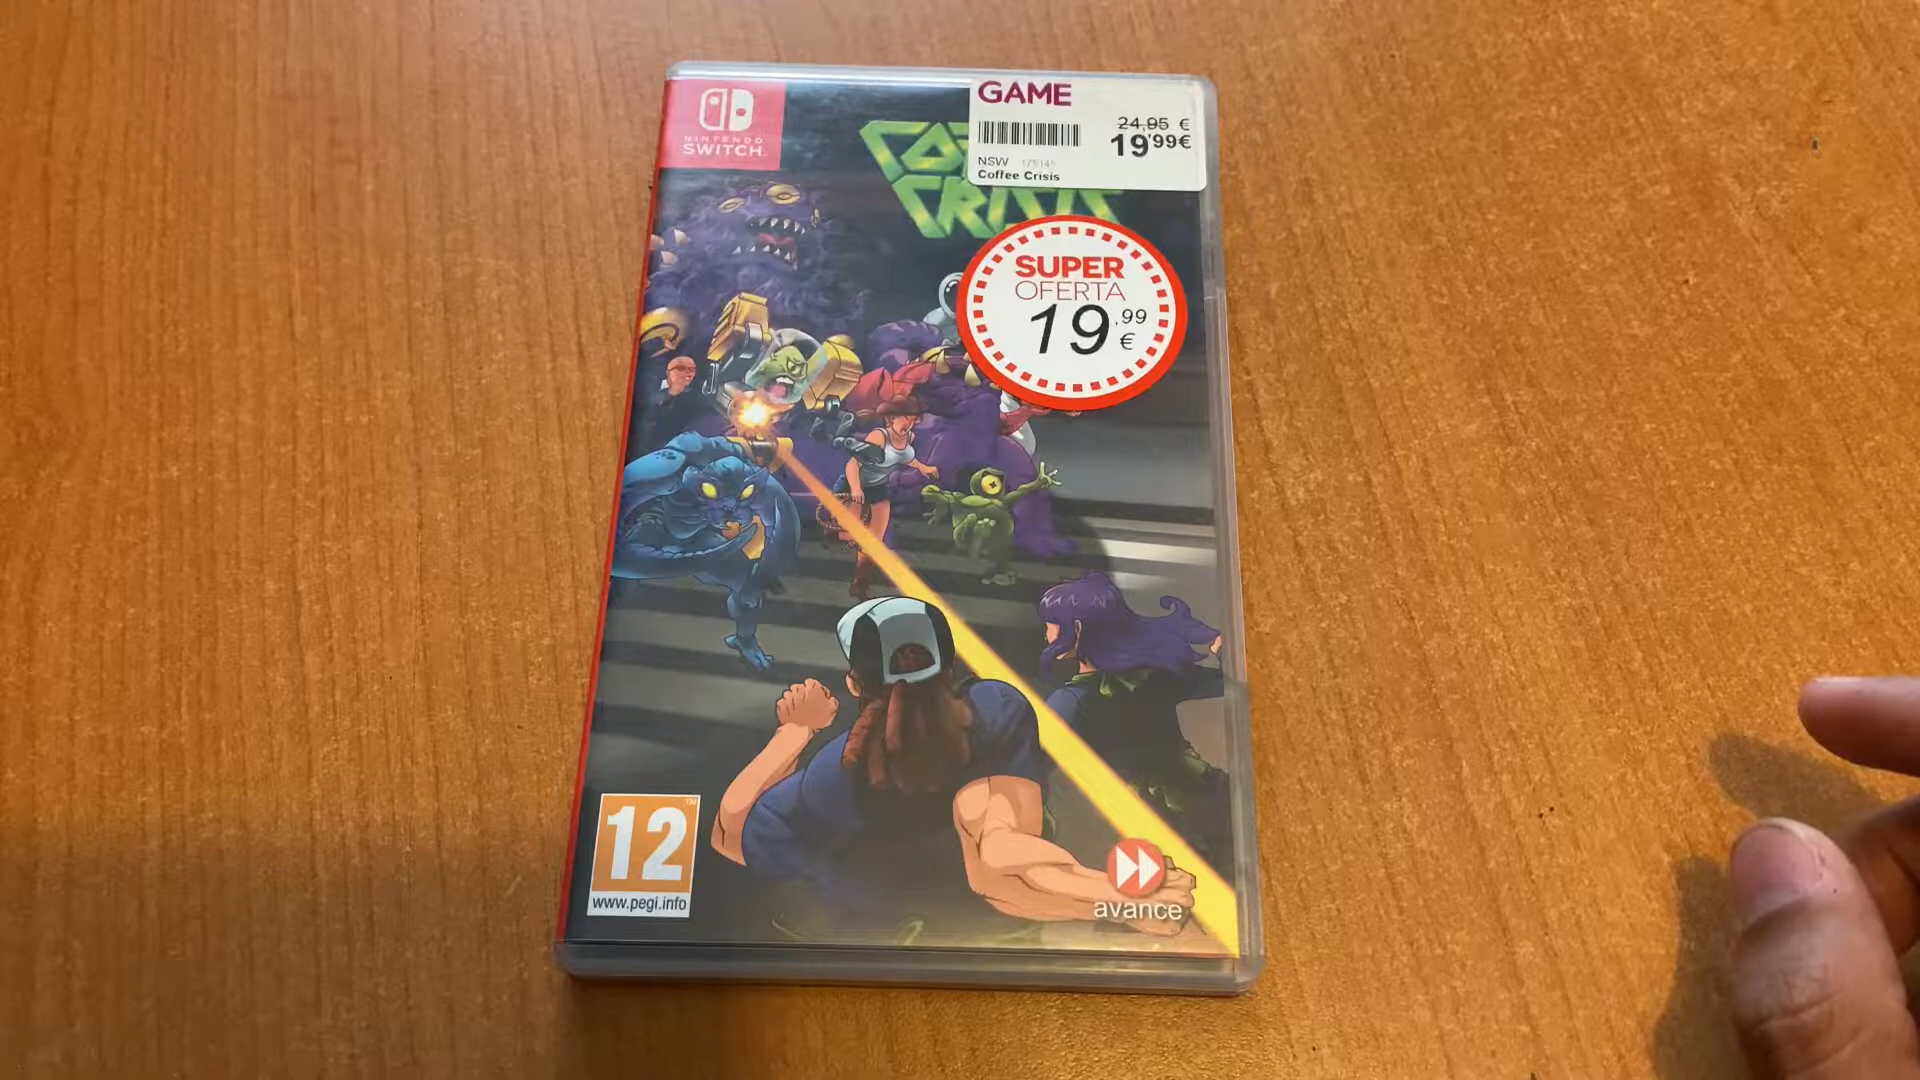 NINTENDO
SWITCH
GAME
24,95 €
19'99€
NSW
Coffee Crisis
CRISIS
SUPER
OFERTA
19,99
€
12
www.pegi.info
avance